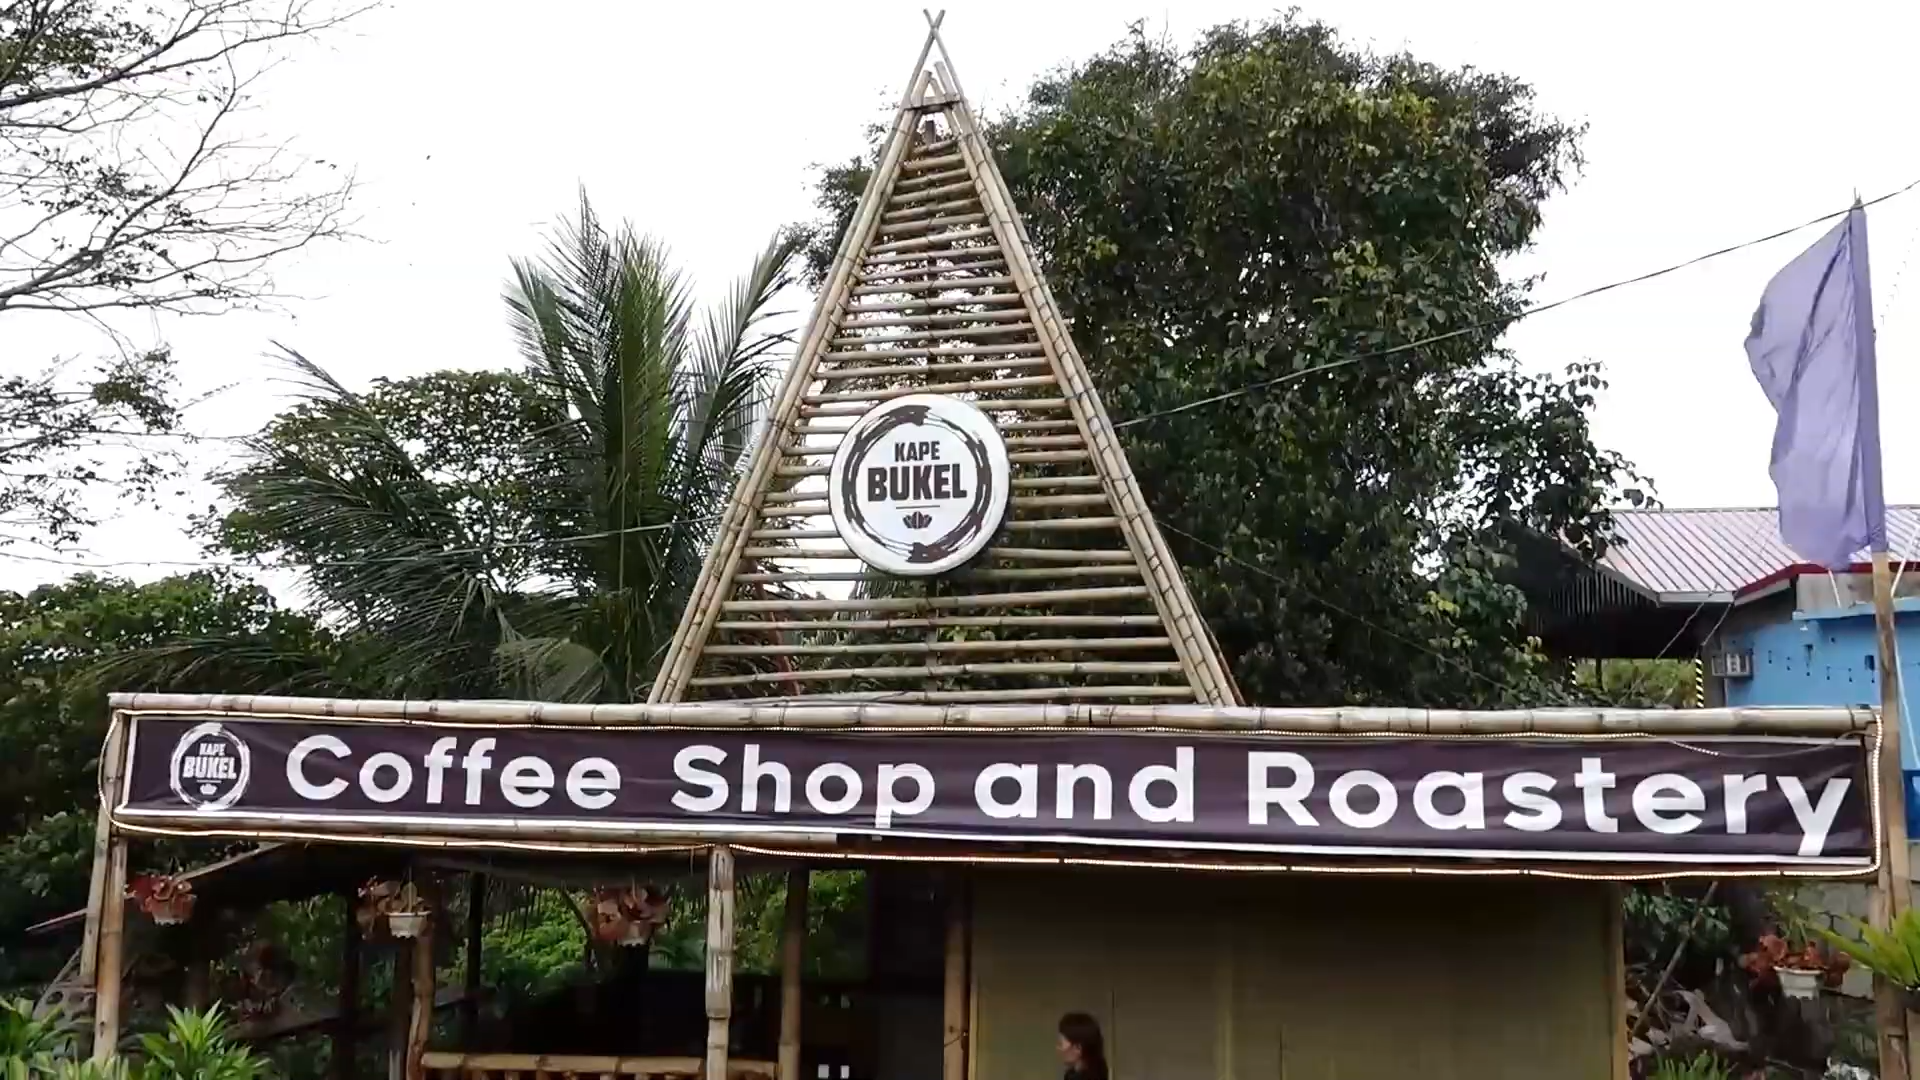 KAPE
BUKEL
KAPE
BUKEL
Coffee Shop and Roastery